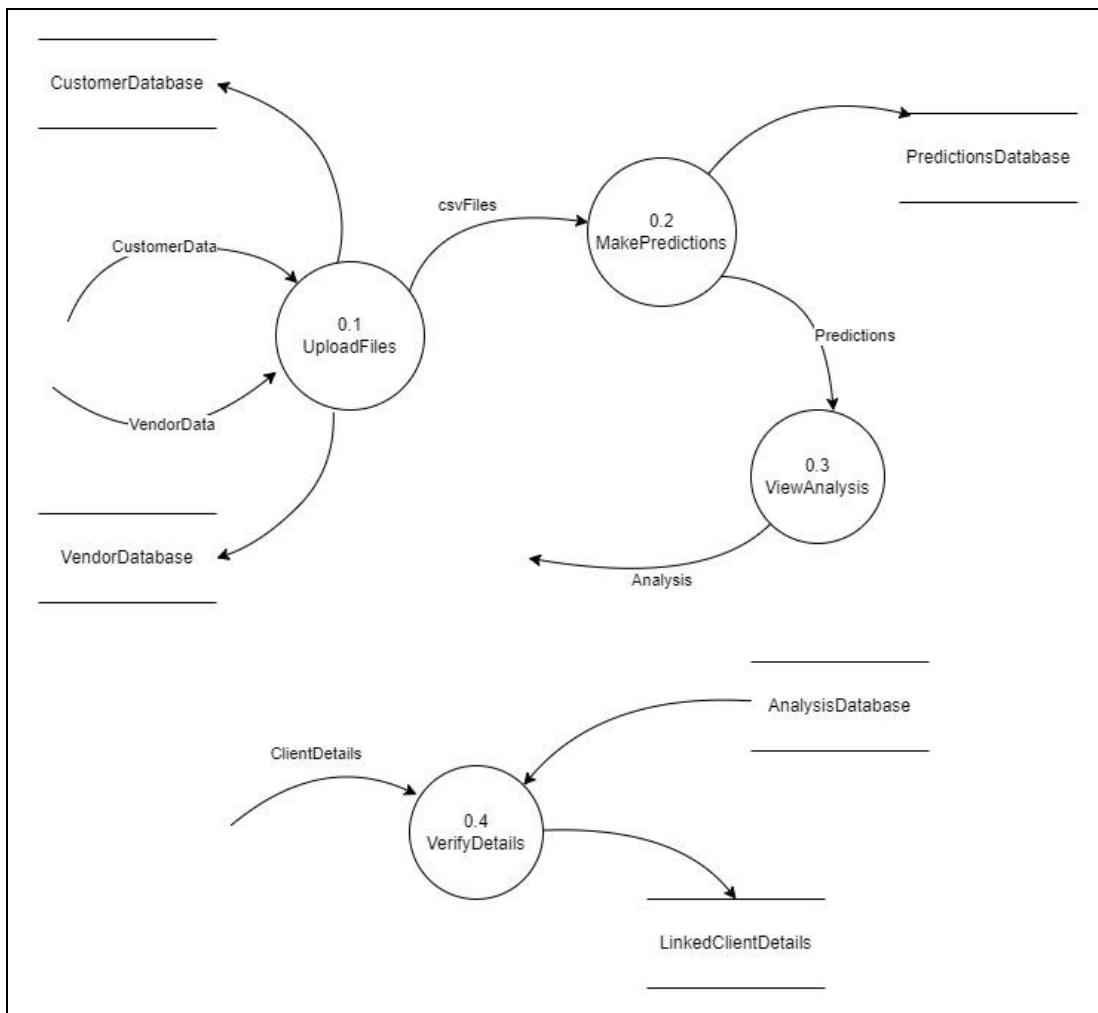 CustomerDatabase
PredictionsDatabase
csvFiles
0.2
MakePredictions
CustomerData
0.1
UploadFiles
Predictions
VendorData
0.3
ViewAnalysis
VendorDatabase
Analysis
AnalysisDatabase
ClientDetails
0.4
VerifyDetails
LinkedClientDetails